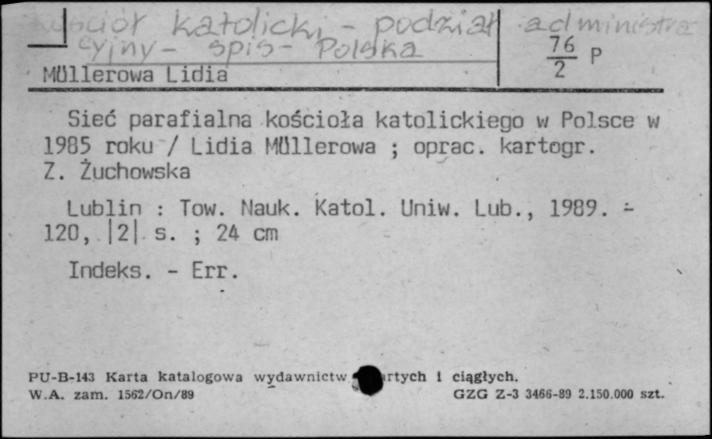 Kościół katolicki - podział administra
cyjny - spis - Polska
76
2 P
Müllerowa Lidia
Sieć parafialna kościoła katolickiego w Polsce w
1985 roku / Lidia Müllerowa ; oprac. kartogr.
Z. Żuchowska
Lublin : Tow. Nauk. Katol. Uniw. Lub., 1989. -
120, |2| s. ; 24 cm
Indeks. - Err.
PU-B-143 Karta katalogowa wydawnictw artych i ciągłych.
W.A. zam. 1562/On/89 GZG Z-3 3466-89 2.150.000 szt.